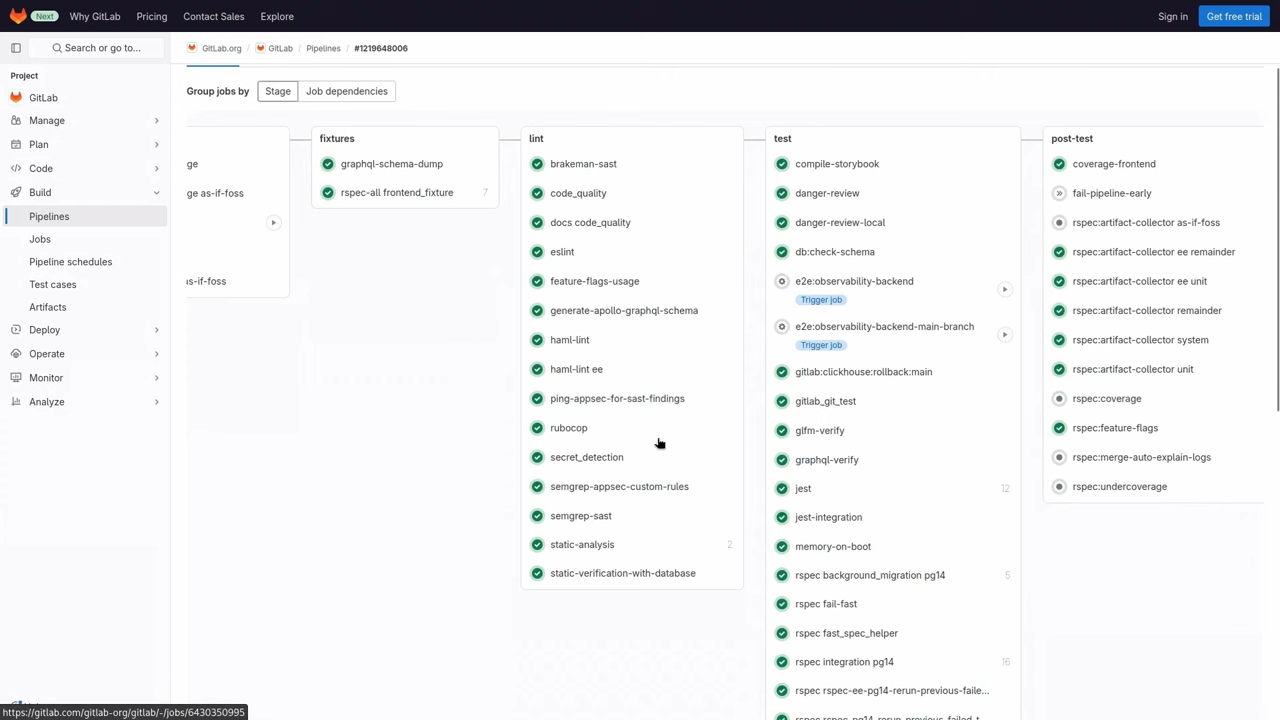 Next
Why GitLab
Pricing
Contact Sales
Explore
Sign in
Get free trial
Search or go to...
GitLab.org / GitLab / Pipelines / #1219648006
Project
GitLab
Manage
Plan
Code
Build
Pipelines
Jobs
Pipeline schedules
Test cases
Artifacts
Deploy
Operate
Monitor
Analyze
Group jobs by
Stage
Job dependencies
ge
ge as-if-foss
as-if-foss
fixtures
graphql-schema-dump
rspec-all frontend_fixture 7
lint
brakeman-sast
code_quality
docs code_quality
eslint
feature-flags-usage
generate-apollo-graphql-schema
haml-lint
haml-lint ee
ping-appsec-for-sast-findings
rubocop
secret_detection
semgrep-appsec-custom-rules
semgrep-sast
static-analysis 2
static-verification-with-database
test
compile-storybook
danger-review
danger-review-local
db:check-schema
e2e:observability-backend
Trigger job
e2e:observability-backend-main-branch
Trigger job
gitlab:clickhouse:rollback:main
gitlab_git_test
glfm-verify
graphql-verify
jest 12
jest-integration
memory-on-boot
rspec background_migration pg14 5
rspec fail-fast
rspec fast_spec_helper
rspec integration pg14 16
rspec rspec-ee-pg14-rerun-previous-faile...
rspec rspec-pg14-rerun-previous-failed-t...
post-test
coverage-frontend
fail-pipeline-early
rspec:artifact-collector as-if-foss
rspec:artifact-collector ee remainder
rspec:artifact-collector ee unit
rspec:artifact-collector remainder
rspec:artifact-collector system
rspec:artifact-collector unit
rspec:coverage
rspec:feature-flags
rspec:merge-auto-explain-logs
rspec:undercoverage
https://gitlab.com/gitlab-org/gitlab/-/jobs/6430350995